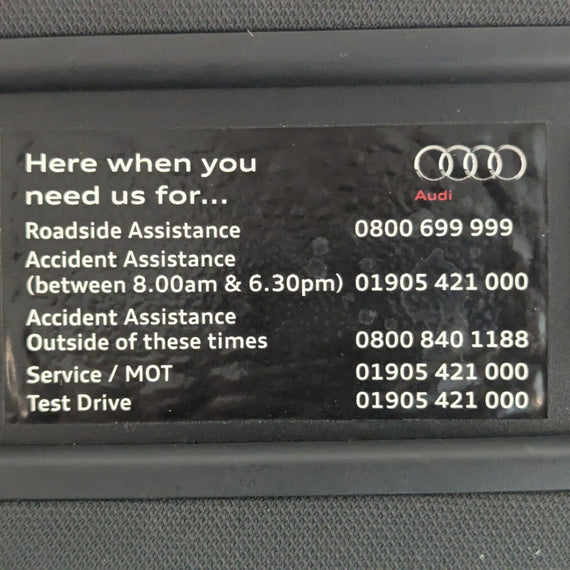 Here when you
need us for...
Audi
Roadside Assistance 0800 699 999
Accident Assistance
(between 8.00am & 6.30pm) 01905 421 000
Accident Assistance
Outside of these times 0800 840 1188
Service / MOT 01905 421 000
Test Drive 01905 421 000